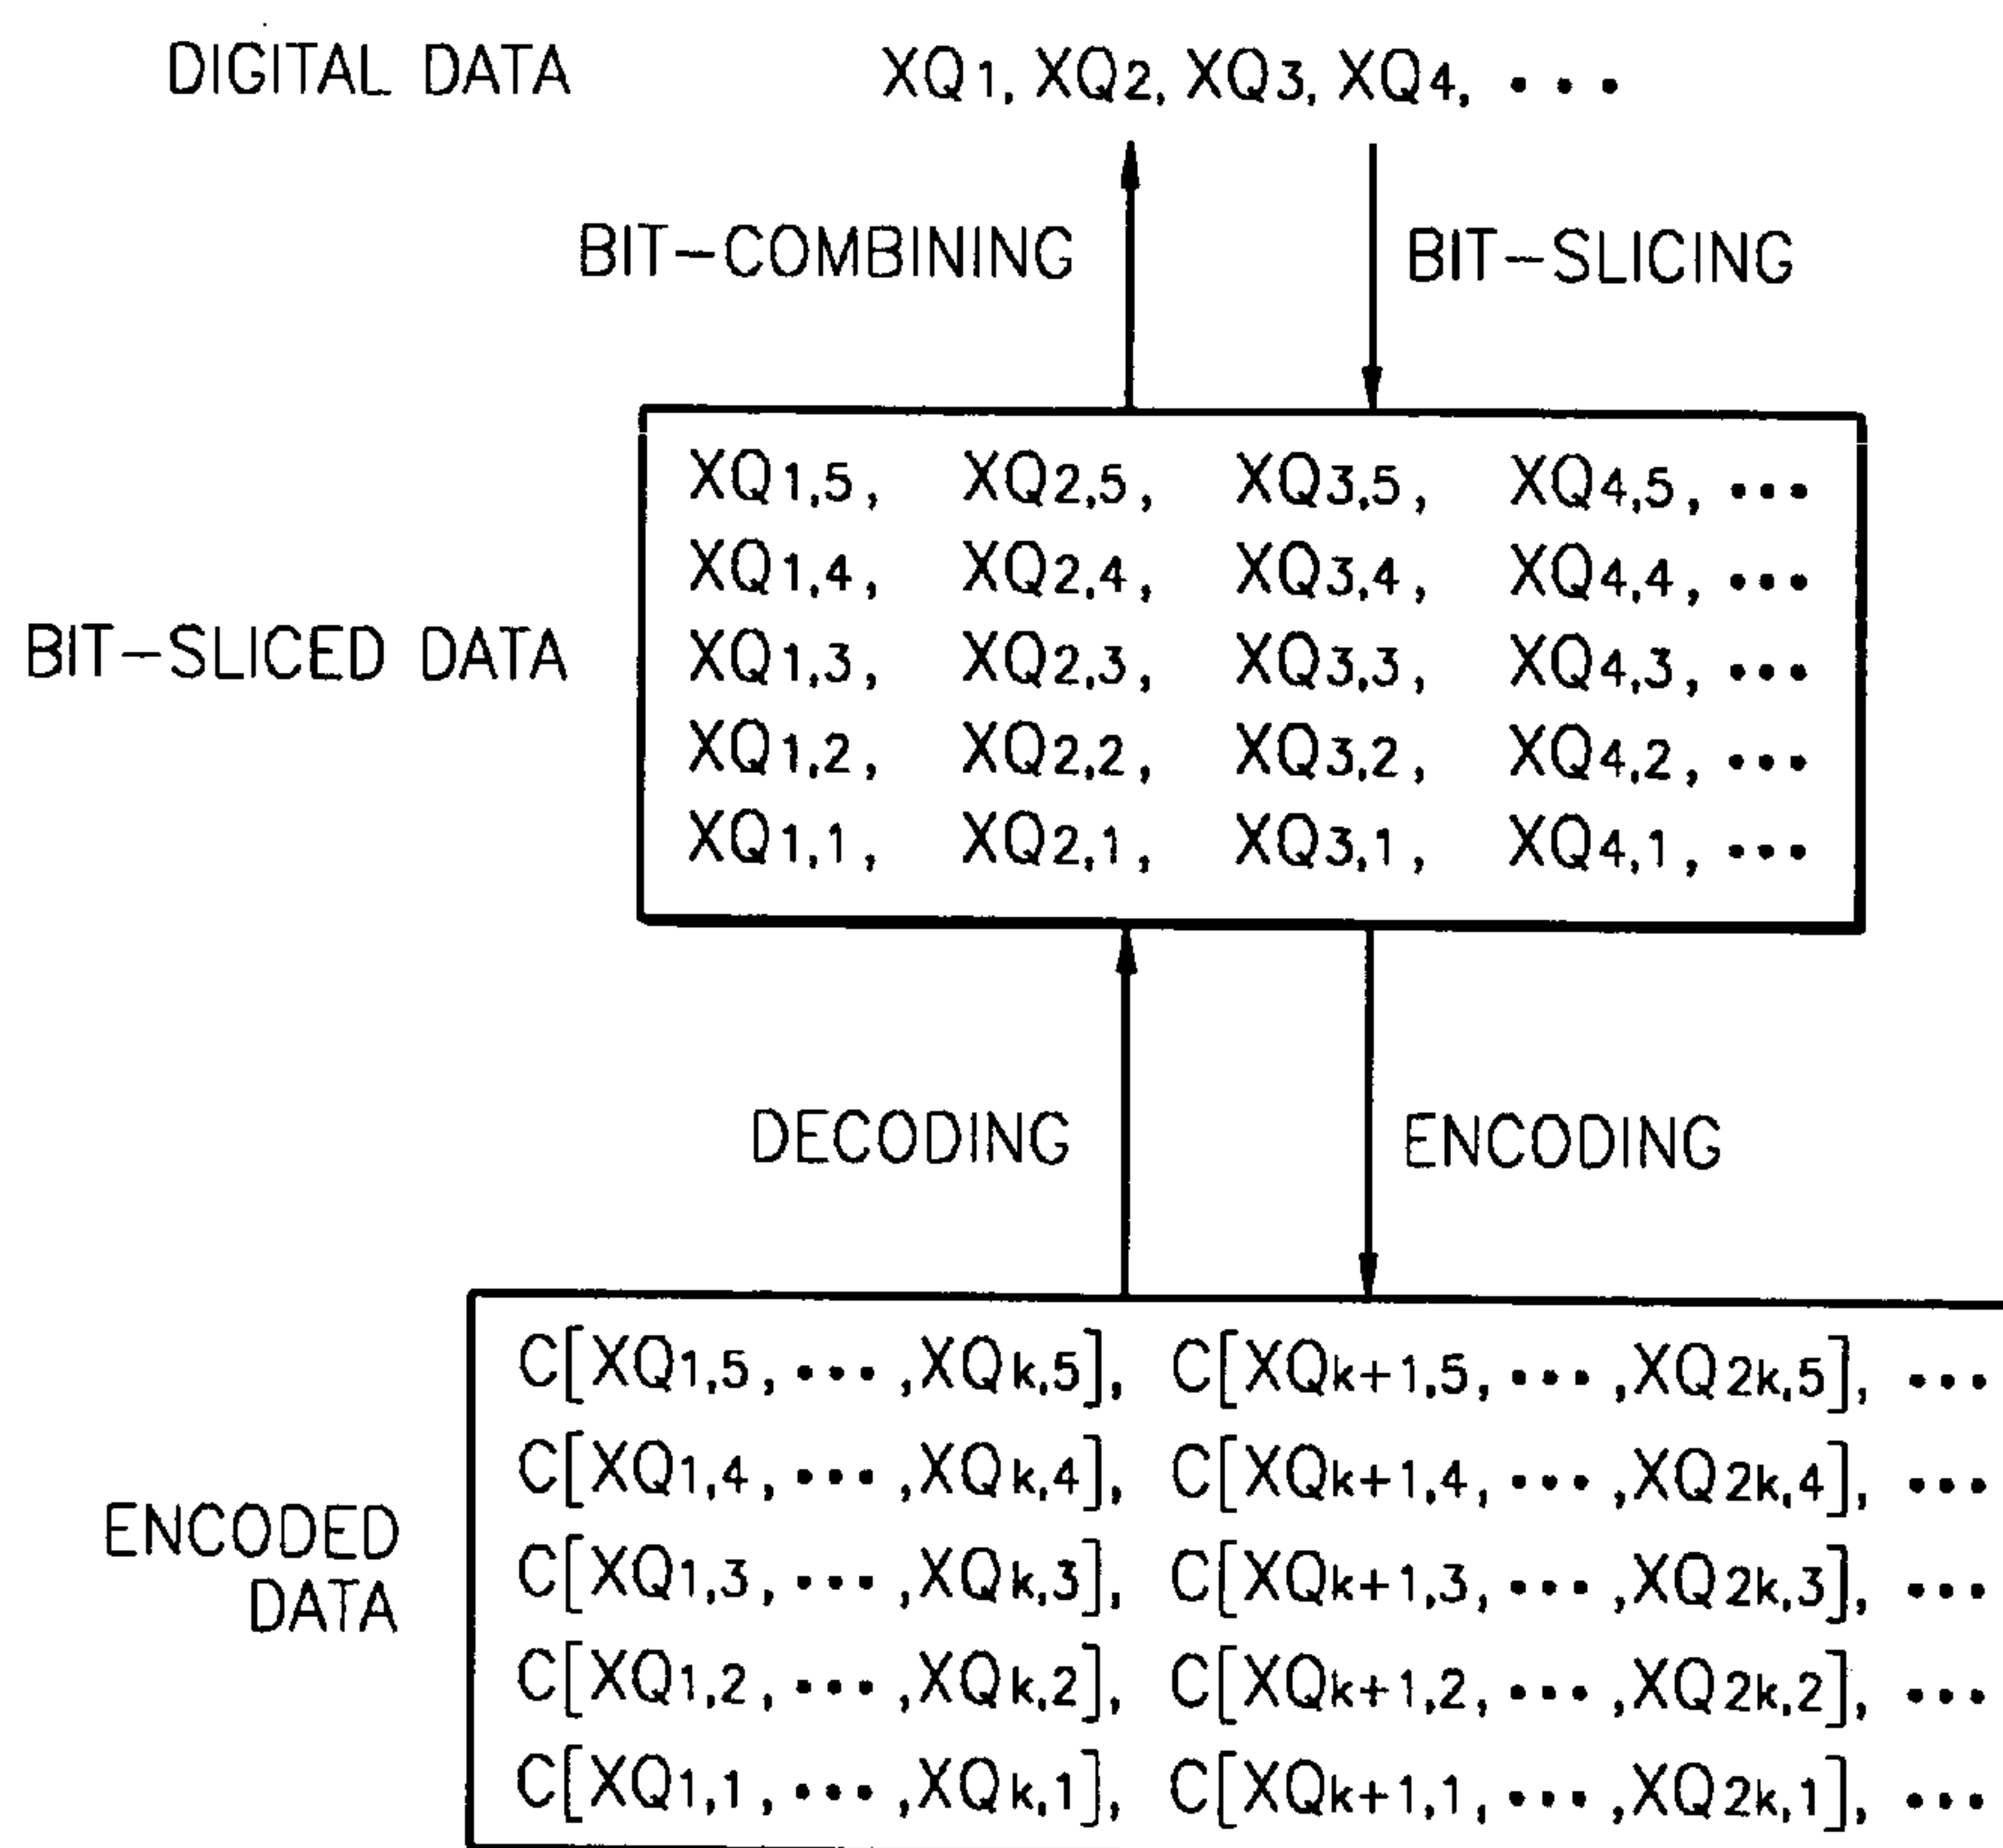 DIGITAL DATA XQ1, XQ2, XQ3, XQ4, •••
BIT-COMBINING BIT-SLICING
XQ1,5, XQ2,5, XQ3,5, XQ4,5, •••
XQ1,4, XQ2,4, XQ3,4, XQ4,4, •••
BIT-SLICED DATA XQ1,3, XQ2,3, XQ3,3, XQ4,3, •••
XQ1,2, XQ2,2, XQ3,2, XQ4,2, •••
XQ1,1, XQ2,1, XQ3,1, XQ4,1, •••
DECODING ENCODING
C[XQ1,5, ••• ,XQk,5], C[XQk+1,5, ••• ,XQ2k,5], •••
C[XQ1,4, ••• ,XQk,4], C[XQk+1,4, ••• ,XQ2k,4], •••
ENCODED
DATA
C[XQ1,3, ••• ,XQk,3], C[XQk+1,3, ••• ,XQ2k,3], •••
C[XQ1,2, ••• ,XQk,2], C[XQk+1,2, ••• ,XQ2k,2], •••
C[XQ1,1, ••• ,XQk,1], C[XQk+1,1, ••• ,XQ2k,1], •••